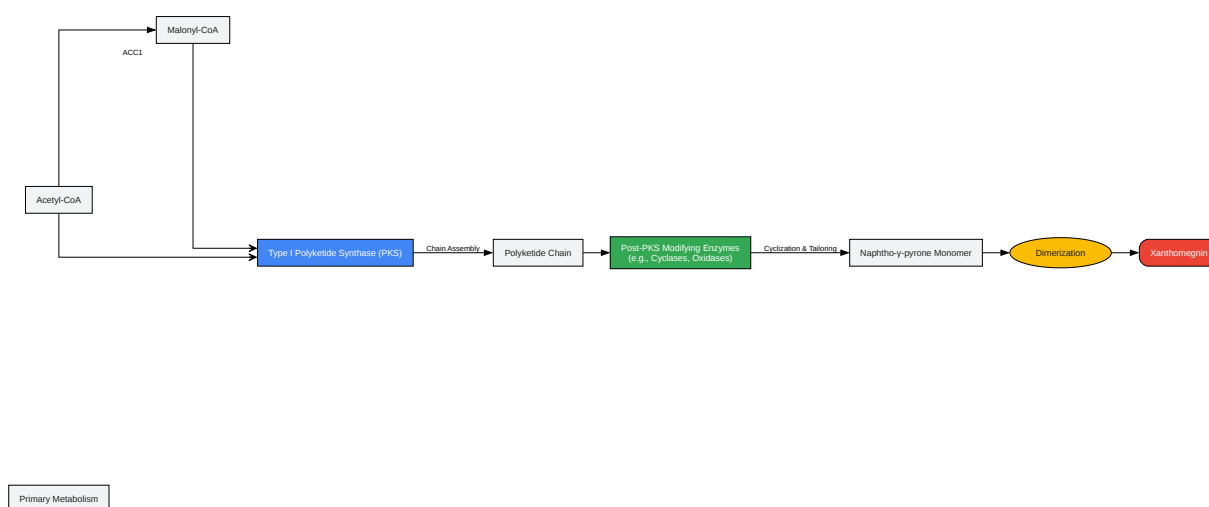 Malonyl-CoA
ACC1
Acetyl-CoA
Type I Polyketide Synthase (PKS)
Chain Assembly
Polyketide Chain
Post-PKS Modifying Enzymes
(e.g., Cyclases, Oxidases)
Cyclization & Tailoring
Naphtho-γ-pyrone Monomer
Dimerization
Xanthomegnin
Primary Metabolism